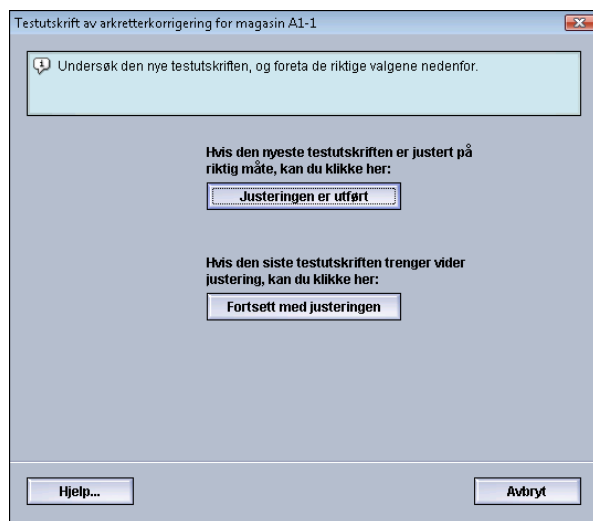 Testutskrift av arkretterkorrigering for magasin A1-1
Undersøk den nye testutskriften, og foreta de riktige valgene nedenfor.
Hvis den nyeste testutskriften er justert på
riktig måte, kan du klikke her:
Justeringen er utført
Hvis den siste testutskriften trenger vider
justering, kan du klikke her:
Fortsett med justeringen
Hjelp...
Avbryt